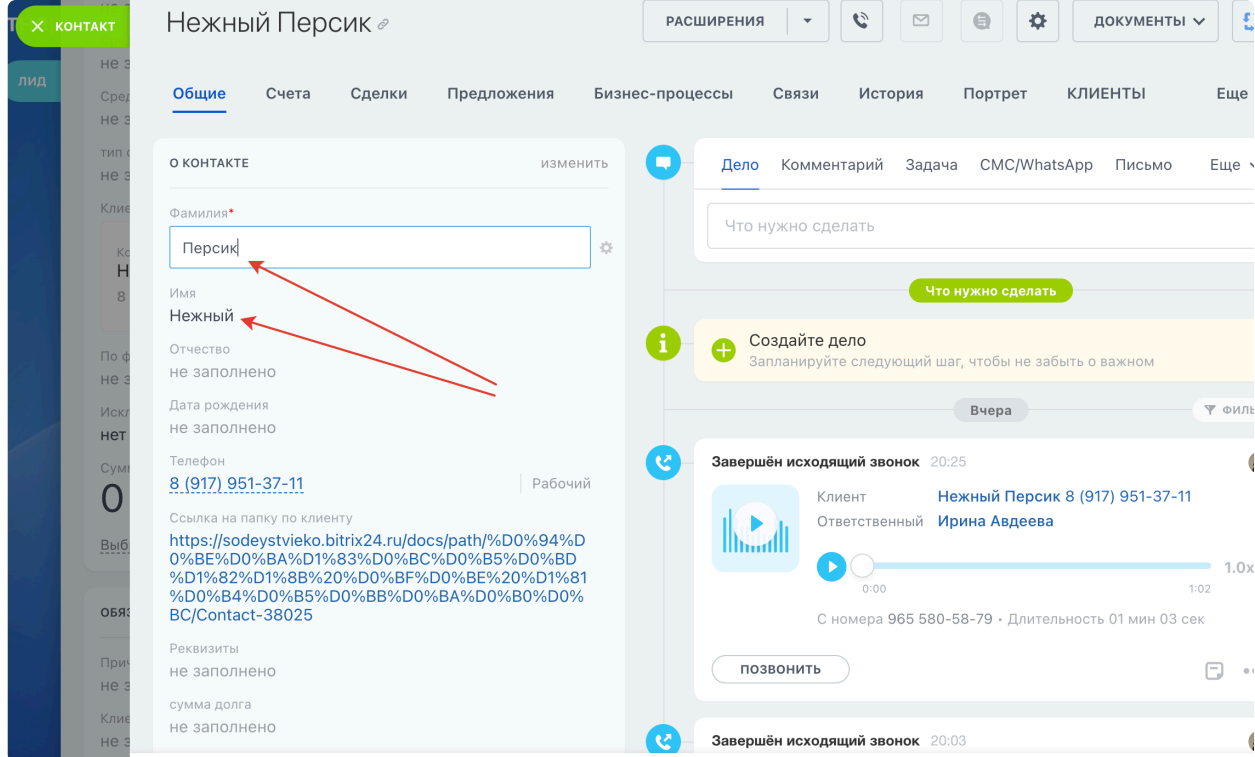 КОНТАКТ
ЛИД
Нежный Персик
РАСШИРЕНИЯ
ДОКУМЕНТЫ
Общие Счета Сделки Предложения Бизнес-процессы Связи История Портрет КЛИЕНТЫ Еще
О КОНТАКТЕ изменить
Фамилия*
Персик
Имя
Нежный
Отчество
не заполнено
Дата рождения
не заполнено
Телефон
8 (917) 951-37-11 Рабочий
Ссылка на папку по клиенту
https://sodeystvieko.bitrix24.ru/docs/path/%D0%94%D
0%BE%D0%BA%D1%83%D0%BC%D0%B5%D0%BD
%D1%82%D1%8B%20%D0%BF%D0%BE%20%D1%81
%D0%B4%D0%B5%D0%BB%D0%BA%D0%B0%D0%
BC/Contact-38025
Реквизиты
не заполнено
сумма долга
не заполнено
Дело Комментарий Задача СМС/WhatsApp Письмо Еще
Что нужно сделать
Что нужно сделать
Создайте дело
Запланируйте следующий шаг, чтобы не забыть о важном
Вчера
Завершён исходящий звонок 20:25
Клиент Нежный Персик 8 (917) 951-37-11
Ответственный Ирина Авдеева
1.0x
0:00 1:02
С номера 965 580-58-79 • Длительность 01 мин 03 сек
ПОЗВОНИТЬ
Завершён исходящий звонок 20:03
не
не
Клие
8
По
не
нет
0
не
Клие
не